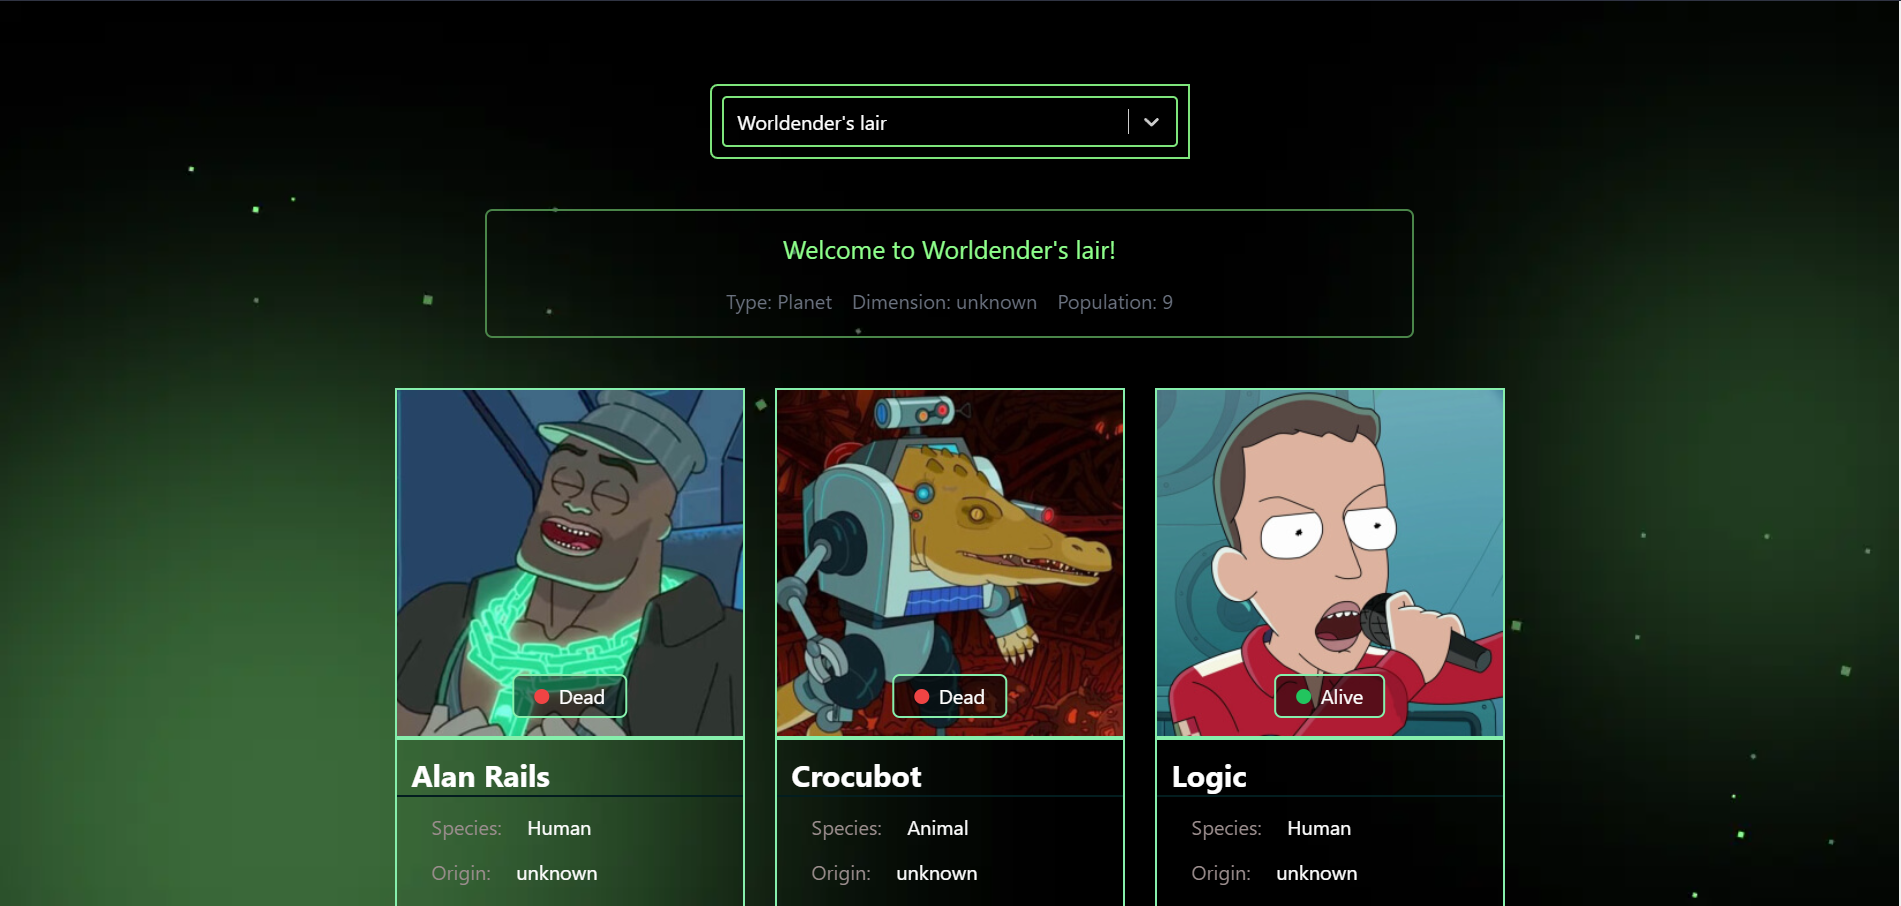 Worldender's lair
Welcome to Worldender's lair!
Type: Planet Dimension: unknown Population: 9
Dead
Dead
Alive
Alan Rails
Crocubot
Logic
Species: Human
Species: Animal
Species: Human
Origin: unknown
Origin: unknown
Origin: unknown